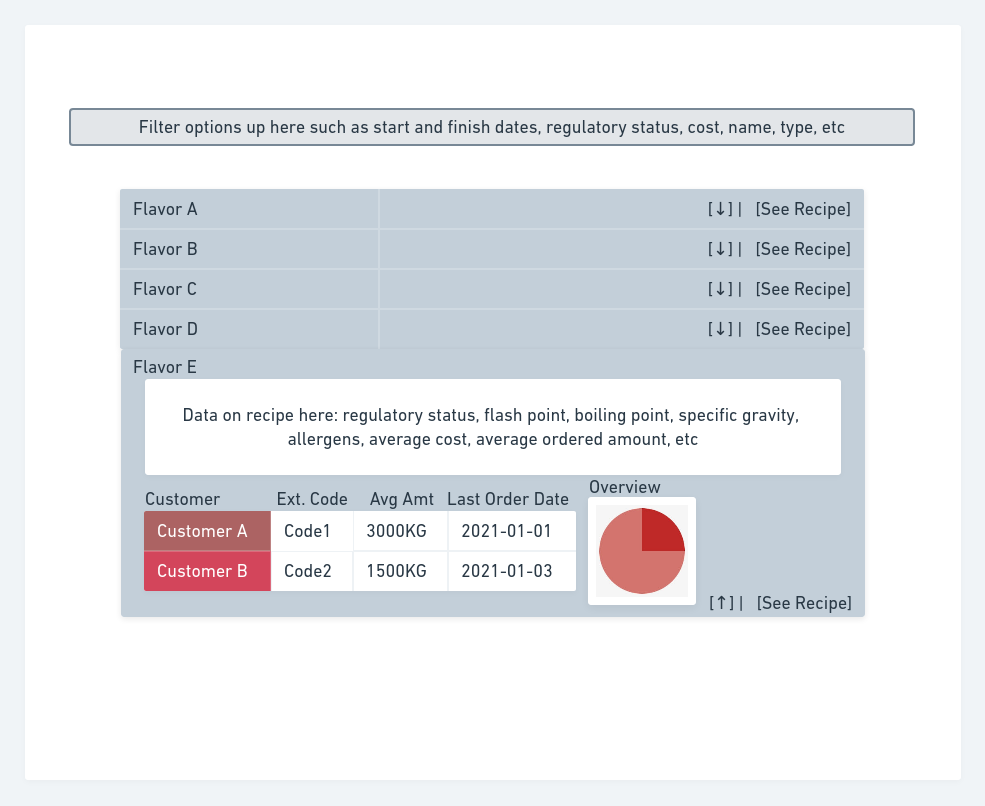 Filter options up here such as start and finish dates, regulatory status, cost, name, type, etc
Flavor A [↓] | [See Recipe]
Flavor B [↓] | [See Recipe]
Flavor C [↓] | [See Recipe]
Flavor D [↓] | [See Recipe]
Flavor E
Data on recipe here: regulatory status, flash point, boiling point, specific gravity,
allergens, average cost, average ordered amount, etc
Customer Ext. Code Avg Amt Last Order Date Overview
Customer A Code1 3000KG 2021-01-01
Customer B Code2 1500KG 2021-01-03
[↑] | [See Recipe]